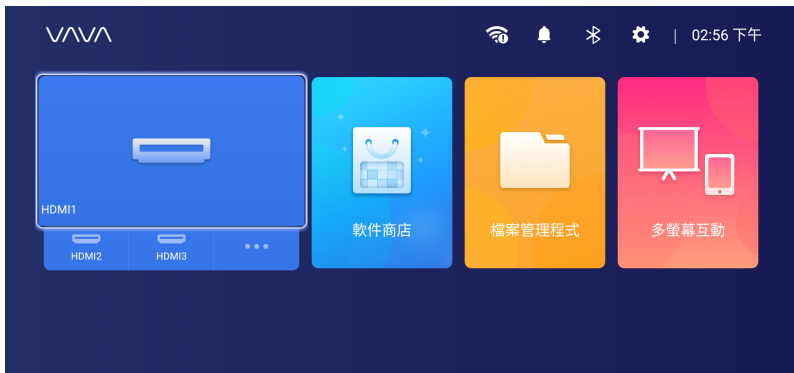 VAVA
| 02:56 下午
HDMI1
HDMI2
HDMI3
軟件商店
檔案管理程式
多螢幕互動